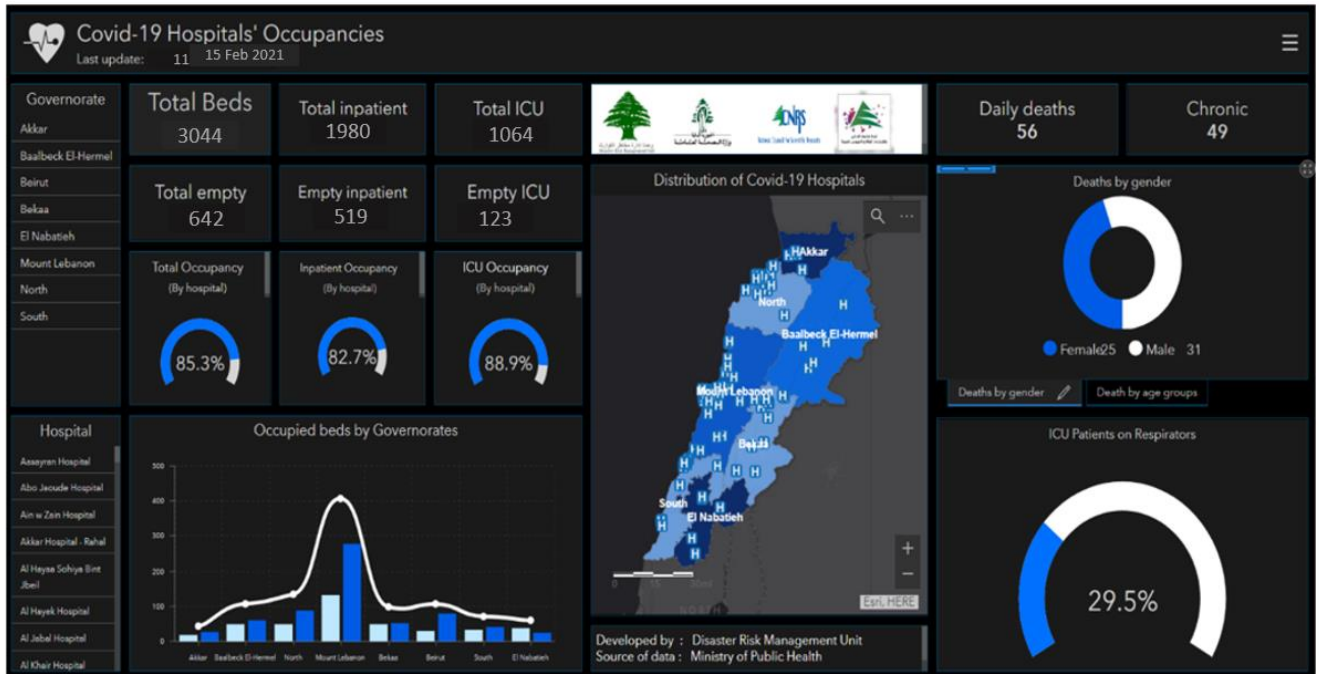 Covid-19 Hospitals' Occupancies
Last update: 11 15 Feb 2021
Governorate
Akkar
Baalbeck El-Hermel
Beirut
Bekaa
El Nabatieh
Mount Lebanon
North
South
Total Beds
3044
Total inpatient
1980
Total ICU
1064
Total empty
642
Empty inpatient
519
Empty ICU
123
Total Occupancy
(By hospital)
85.3%
Inpatient Occupancy
(By hospital)
82.7%
ICU Occupancy
(By hospital)
88.9%
CNRS
Distribution of Covid-19 Hospitals
Akkar
North
Baalbeck El-Hermel
Mount Lebanon
Bekaa
South
El Nabatieh
Esri, HERE
Developed by : Disaster Risk Management Unit
Source of data : Ministry of Public Health
Daily deaths
56
Chronic
49
Deaths by gender
Female 25 Male 31
Deaths by gender
Death by age groups
ICU Patients on Respirators
29.5%
Hospital
Asseyran Hospital
Abo Jaoude Hospital
Ain w Zein Hospital
Akkar Hospital - Rahal
Al Haysa Sohiya Bint
Jbeil
Al Hayek Hospital
Al Jabal Hospital
Al Khair Hospital
Occupied beds by Governorates
500
400
300
200
100
0
Akkar Baalbeck El-Hermel North Mount Lebanon Bekaa Beirut South El Nabatieh